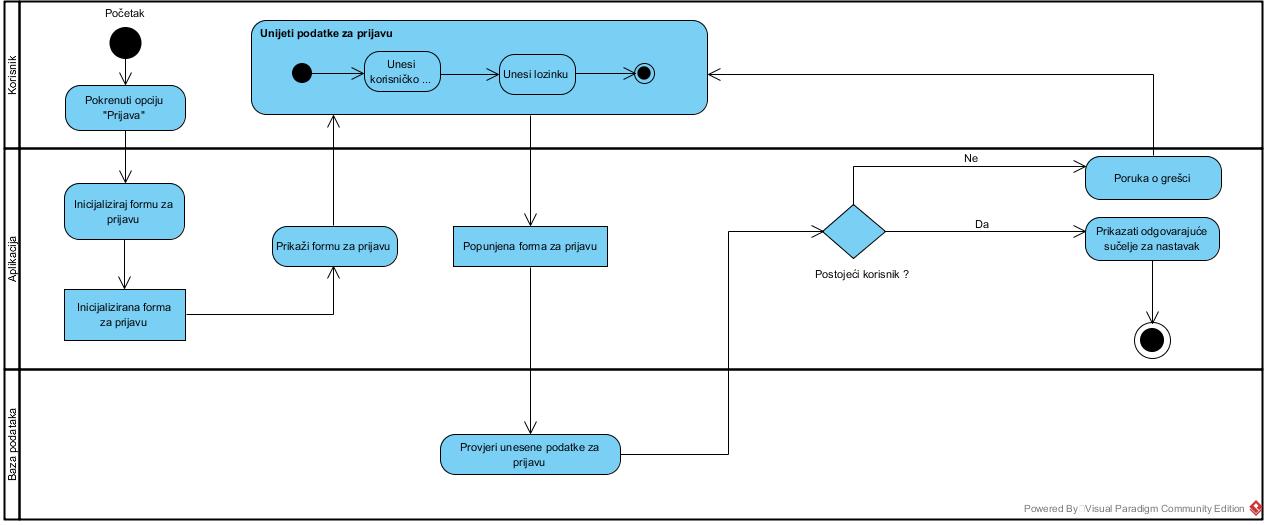 Početak
Korisnik
Pokrenuti opciju
"Prijava"
Unijeti podatke za prijavu
Unesi
korisničko ...
Unesi lozinku
Aplikacija
Inicijaliziraj formu za
prijavu
Inicijalizirana forma
za prijavu
Prikaži formu za prijavu
Popunjena forma za prijavu
Postojeći korisnik ?
Ne
Da
Poruka o grešci
Prikazati odgovarajuće
sučelje za nastavak
Baza podataka
Provjeri unesene podatke za
prijavu
Powered By Visual Paradigm Community Edition